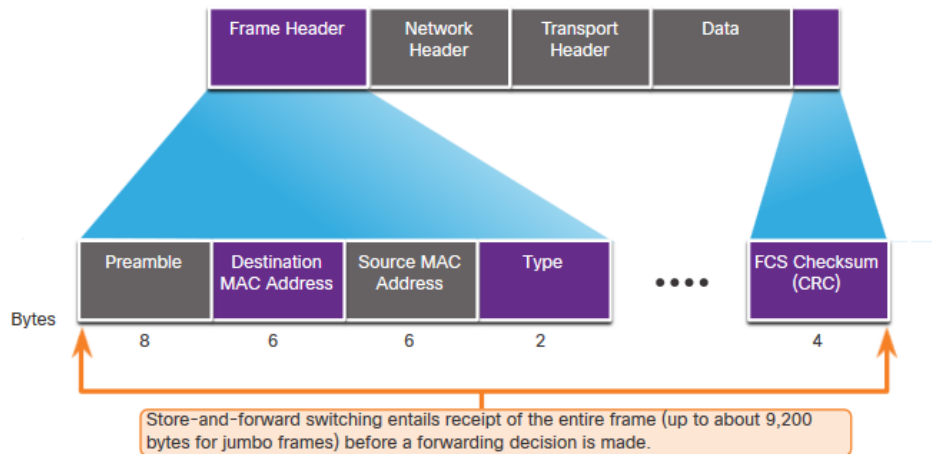 Frame Header
Network
Header
Transport
Header
Data
Preamble
Destination
MAC Address
Source MAC
Address
Type
••••
FCS Checksum
(CRC)
Bytes
8
6
6
2
4
Store-and-forward switching entails receipt of the entire frame (up to about 9,200
bytes for jumbo frames) before a forwarding decision is made.